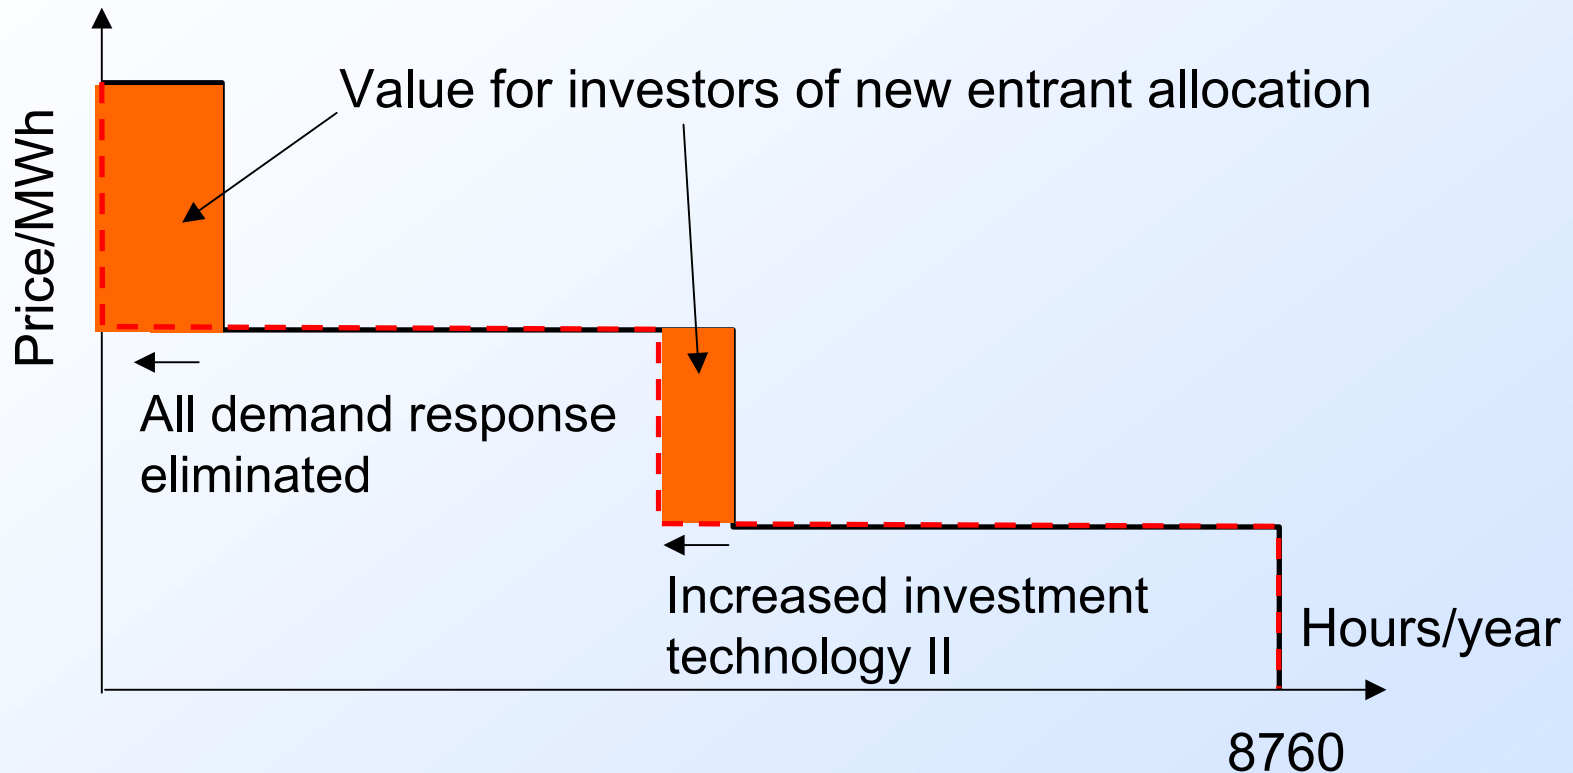 Value for investors of new entrant allocation
Price/MWh
All demand response
eliminated
Increased investment
technology II
Hours/year
8760